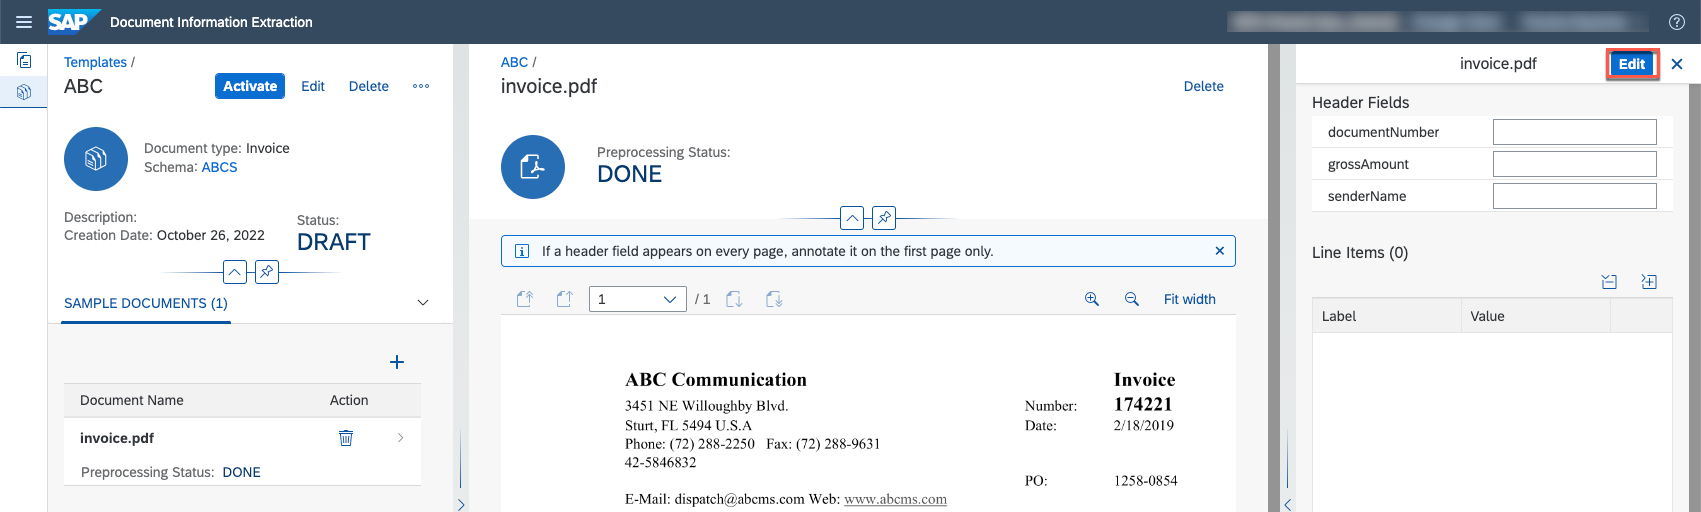 SAP Document Information Extraction
Templates /
ABC
Activate Edit Delete
Document type: Invoice
Schema: ABCS
Description:
Creation Date: October 26, 2022
Status:
DRAFT
SAMPLE DOCUMENTS (1)
Document Name Action
invoice.pdf
Preprocessing Status: DONE
ABC /
invoice.pdf
Delete
Preprocessing Status:
DONE
If a header field appears on every page, annotate it on the first page only.
1 / 1 Fit width
ABC Communication
3451 NE Willoughby Blvd.
Sturt, FL 5494 U.S.A
Phone: (72) 288-2250 Fax: (72) 288-9631
42-5846832
E-Mail: dispatch@abcms.com Web: www.abcms.com
Invoice
Number: 174221
Date: 2/18/2019
PO: 1258-0854
invoice.pdf Edit
Header Fields
documentNumber
grossAmount
senderName
Line Items (0)
Label Value